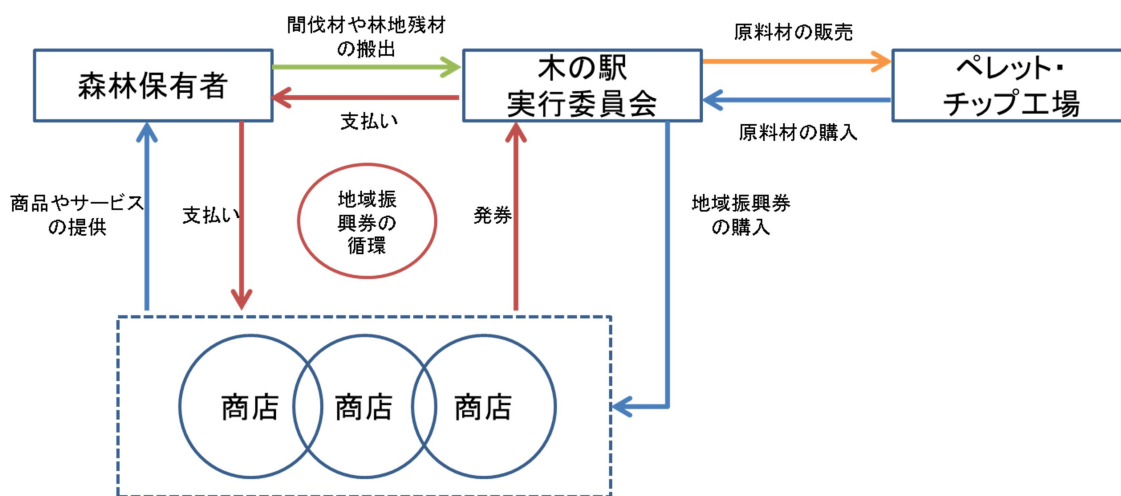 間伐材や林地残材
の搬出
原料材の販売
森林保有者
木の駅
実行委員会
ペレット・
チップ工場
支払い
原料材の購入
商品やサービス
の提供
支払い
地域振
興券の
循環
発券
地域振興券
の購入
商店
商店
商店